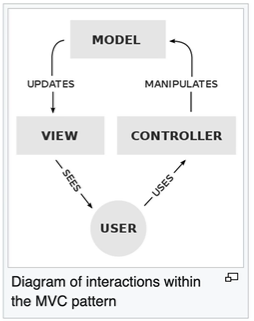 MODEL
UPDATES
MANIPULATES
VIEW
CONTROLLER
SEES
USES
USER
Diagram of interactions within
the MVC pattern